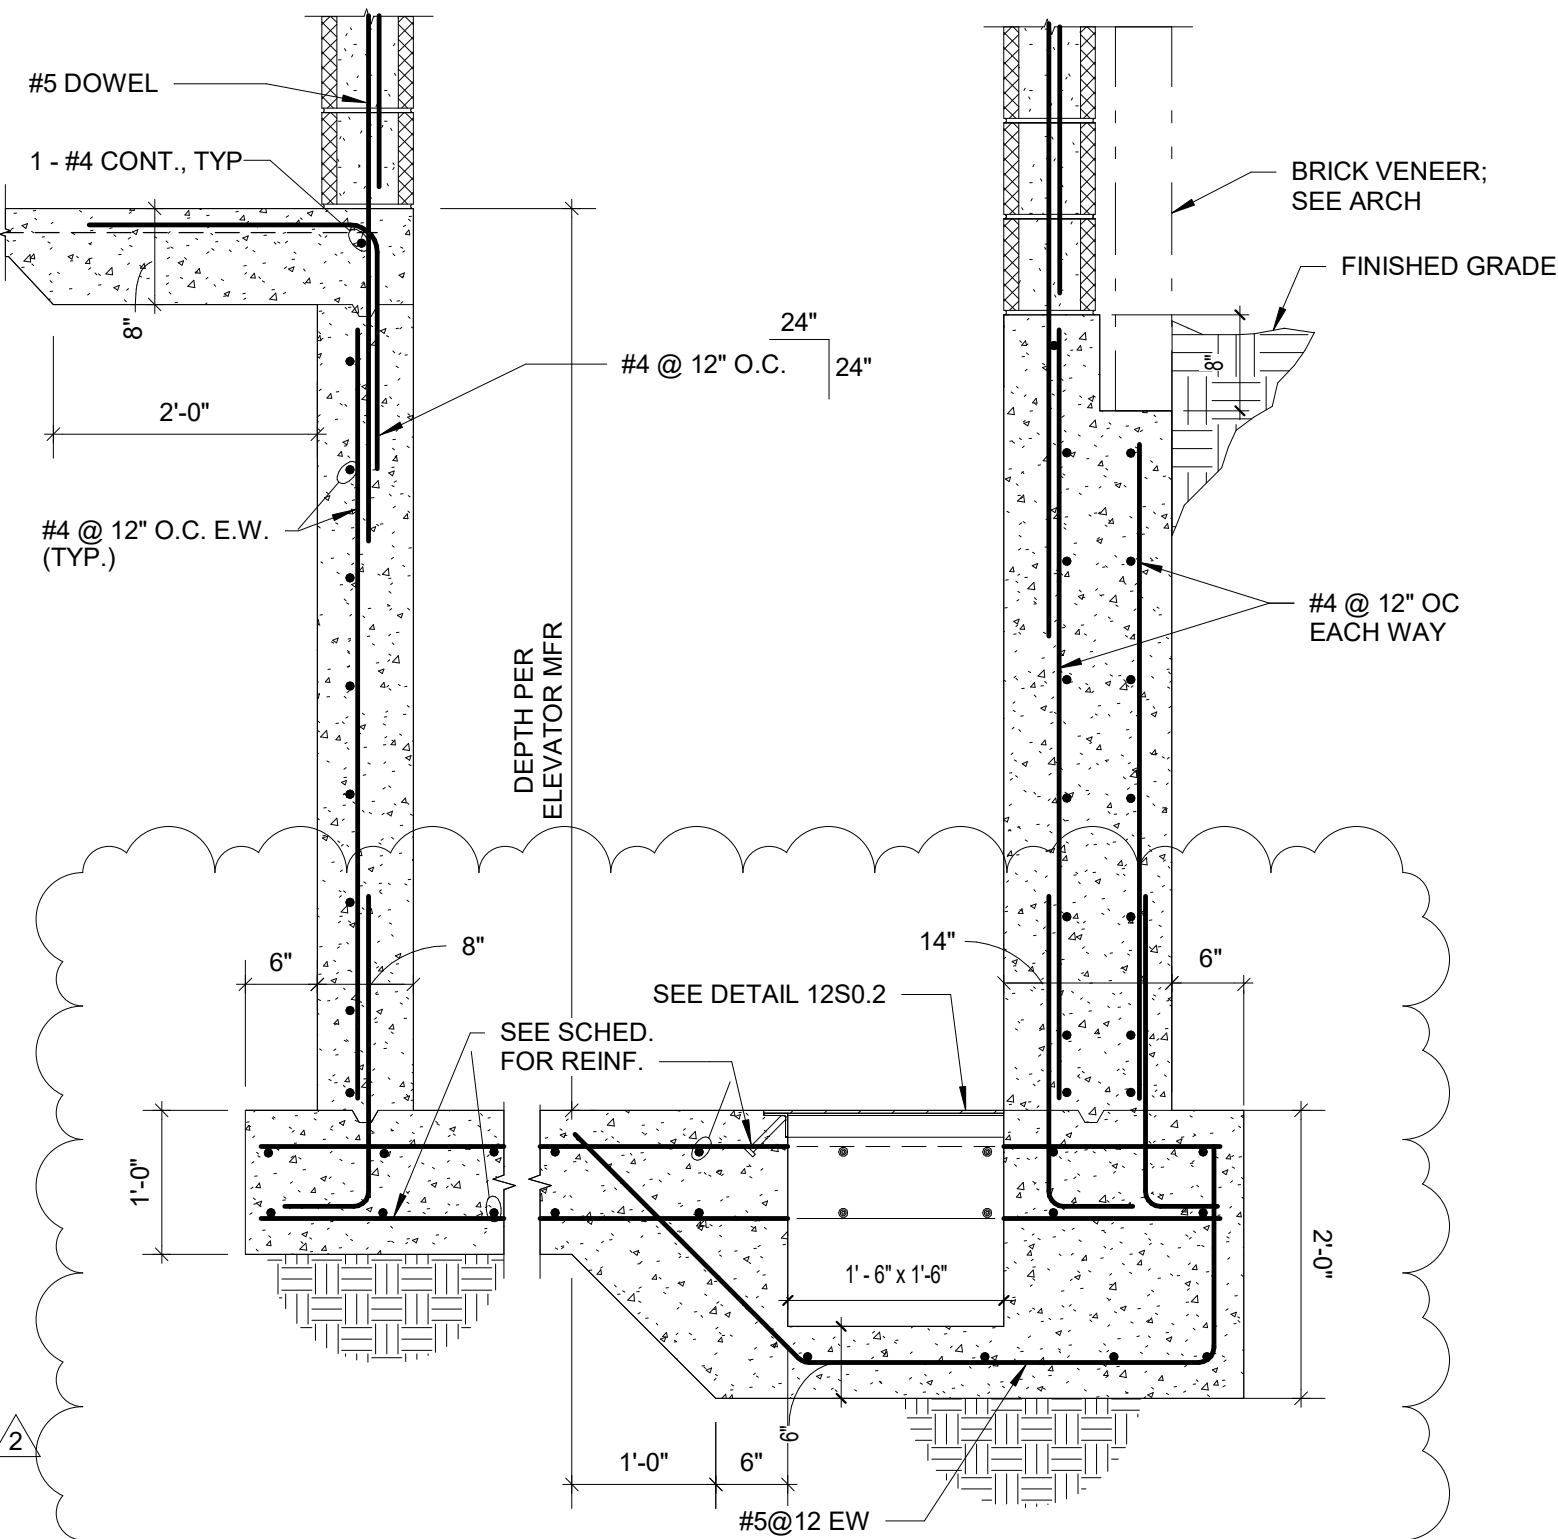 #5 DOWEL
1 - #4 CONT., TYP
BRICK VENEER;
SEE ARCH
FINISHED GRADE
8"
24"
#4 @ 12" O.C.
24"
8"
2'-0"
#4 @ 12" O.C. E.W.
(TYP.)
#4 @ 12" OC
EACH WAY
DEPTH PER
ELEVATOR MFR
6"
8"
14"
6"
SEE DETAIL 12S0.2
SEE SCHED.
FOR REINF.
1'-0"
2'-0"
1' - 6" x 1'-6"
6"
2
1'-0"
6"
#5@12 EW